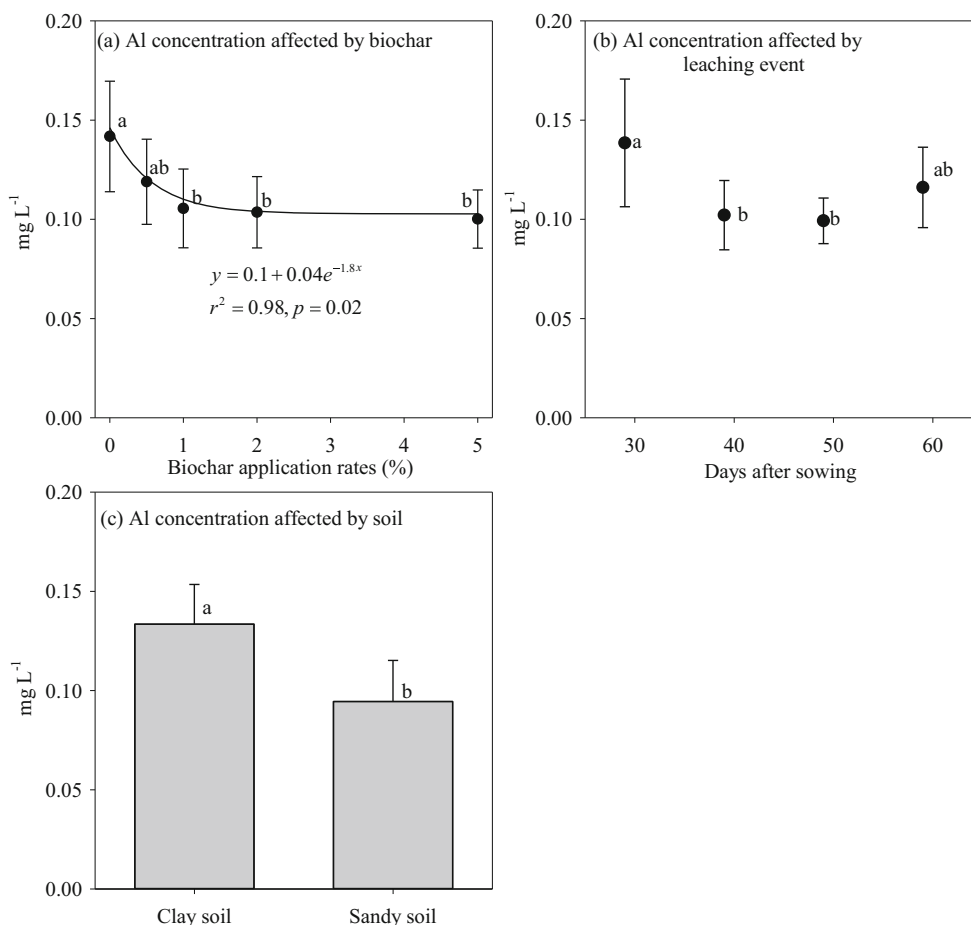 (a) Al concentration affected by biochar
0.20
0.15
0.10
0.05
0.00
mg L⁻¹
a
ab
b
b
b
y = 0.1 + 0.04e^{-1.8x}
r² = 0.98, p = 0.02
0 1 2 3 4 5
Biochar application rates (%)
(b) Al concentration affected by
leaching event
0.20
0.15
0.10
0.05
0.00
mg L⁻¹
a
b
b
ab
30 40 50 60
Days after sowing
(c) Al concentration affected by soil
0.20
0.15
0.10
0.05
0.00
mg L⁻¹
a
b
Clay soil Sandy soil